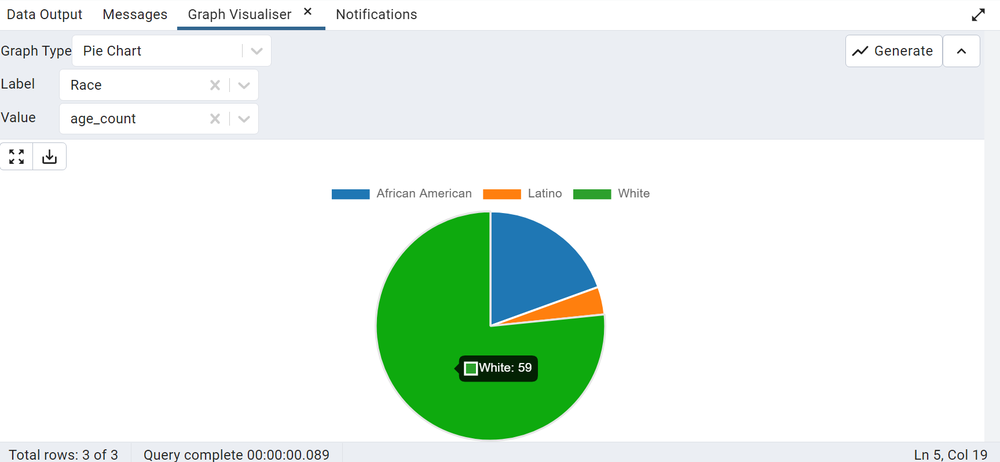 Data Output Messages Graph Visualiser Notifications
Graph Type Pie Chart Generate
Label Race
Value age_count
African American Latino White
White: 59
Total rows: 3 of 3 Query complete 00:00:00.089 Ln 5, Col 19